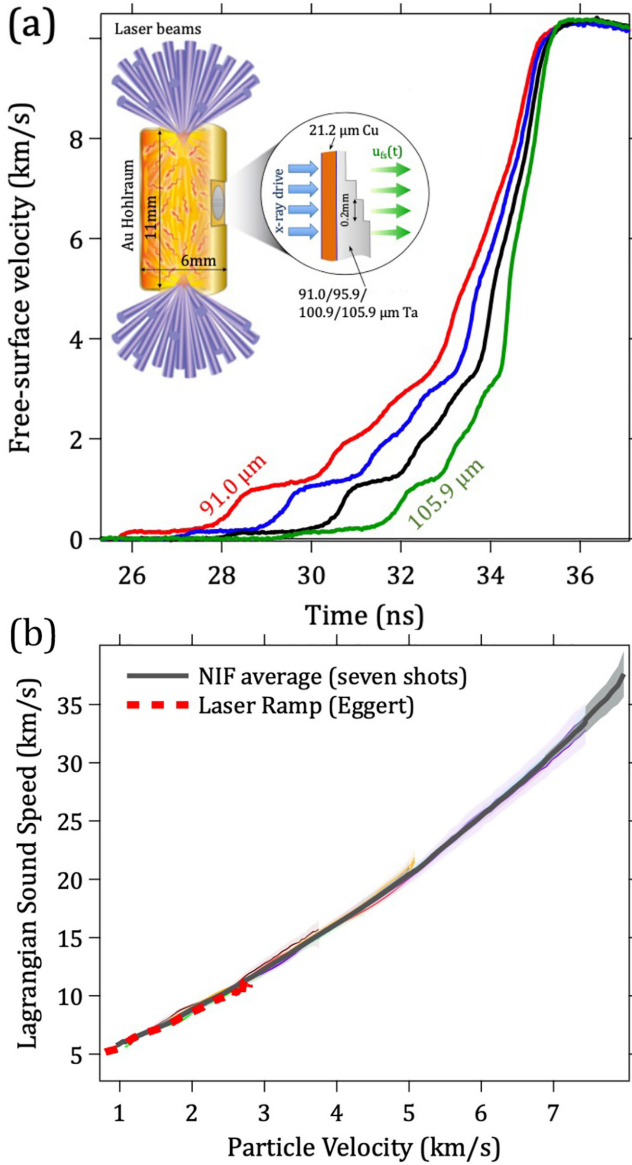 (a)
Laser beams
Au Hohlraum
11mm
6mm
21.2 μm Cu
x-ray drive
0.2mm
u_fs(t)
91.0/95.9/
100.9/105.9 μm Ta
91.0 μm
105.9 μm
Free-surface velocity (km/s)
8
6
4
2
0
26 28 30 32 34 36
Time (ns)
(b)
NIF average (seven shots)
Laser Ramp (Eggert)
Lagrangian Sound Speed (km/s)
35
30
25
20
15
10
5
1 2 3 4 5 6 7
Particle Velocity (km/s)